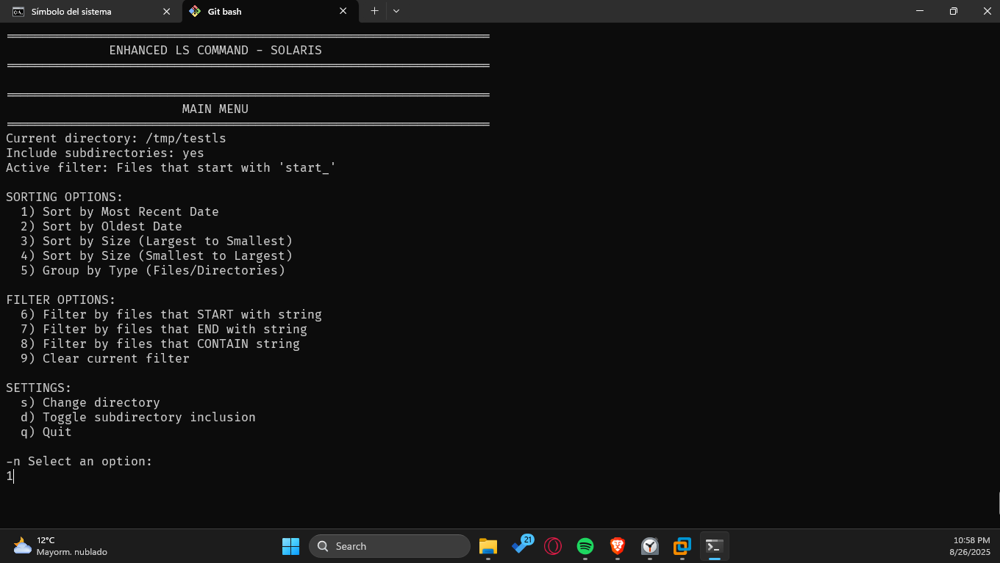 Símbolo del sistema
Git bash
ENHANCED LS COMMAND - SOLARIS
MAIN MENU
Current directory: /tmp/testls
Include subdirectories: yes
Active filter: Files that start with 'start_'
SORTING OPTIONS:
1) Sort by Most Recent Date
2) Sort by Oldest Date
3) Sort by Size (Largest to Smallest)
4) Sort by Size (Smallest to Largest)
5) Group by Type (Files/Directories)
FILTER OPTIONS:
6) Filter by files that START with string
7) Filter by files that END with string
8) Filter by files that CONTAIN string
9) Clear current filter
SETTINGS:
s) Change directory
d) Toggle subdirectory inclusion
q) Quit
-n Select an option:
1
12°C
Mayorm. nublado
Search
21
10:58 PM
8/26/2025